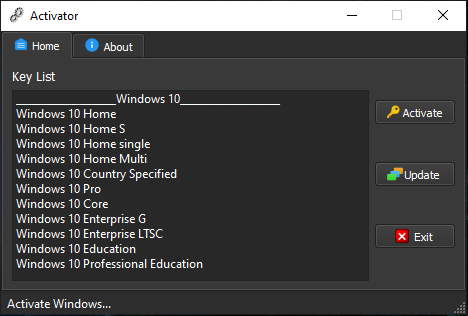 Activator
Home
About
Key List
____________________Windows 10____________________
Windows 10 Home
Windows 10 Home S
Windows 10 Home single
Windows 10 Home Multi
Windows 10 Country Specified
Windows 10 Pro
Windows 10 Core
Windows 10 Enterprise G
Windows 10 Enterprise LTSC
Windows 10 Education
Windows 10 Professional Education
Activate
Update
Exit
Activate Windows...